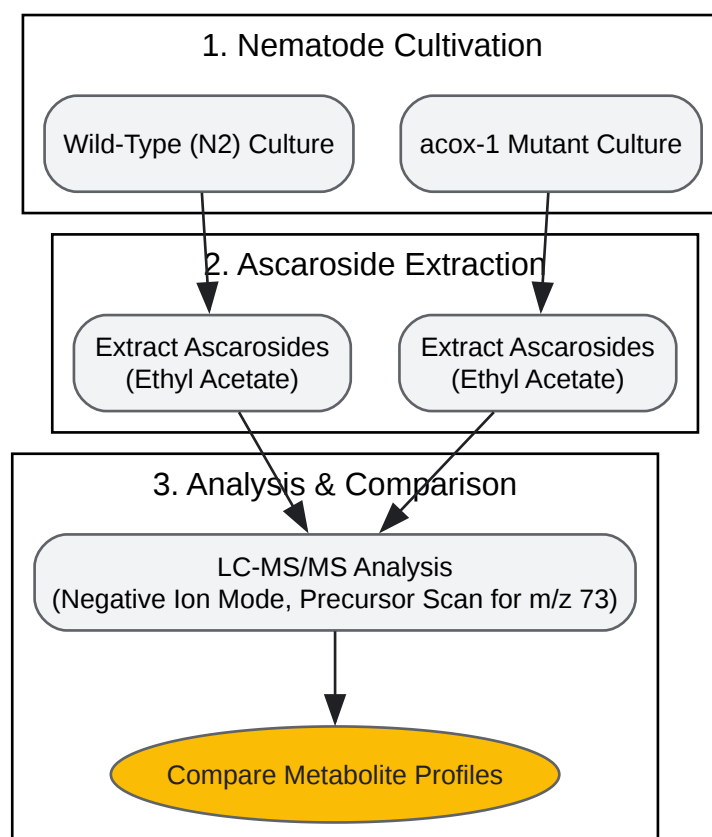 1. Nematode Cultivation
Wild-Type (N2) Culture
acox-1 Mutant Culture
2. Ascaroside Extraction
Extract Ascarosides
(Ethyl Acetate)
Extract Ascarosides
(Ethyl Acetate)
3. Analysis & Comparison
LC-MS/MS Analysis
(Negative Ion Mode, Precursor Scan for m/z 73)
Compare Metabolite Profiles